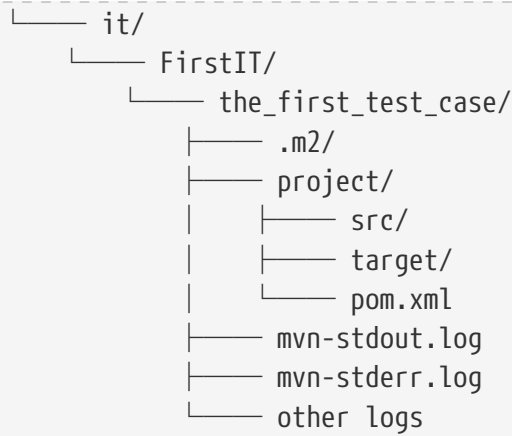 └──── it/
└──── FirstIT/
└──── the_first_test_case/
├──── .m2/
├──── project/
│ ├──── src/
│ ├──── target/
│ └──── pom.xml
├──── mvn-stdout.log
├──── mvn-stderr.log
└──── other logs